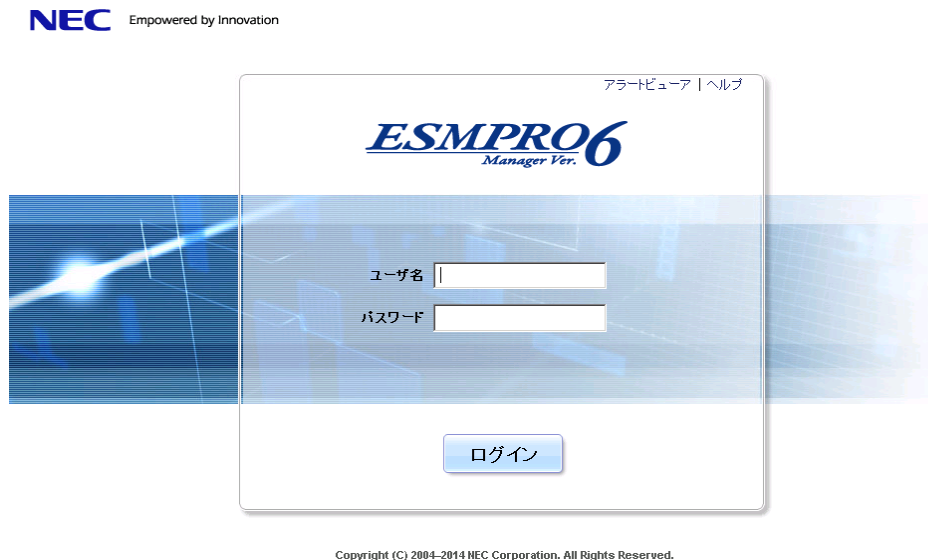 NEC Empowered by Innovation
アラートビューア | ヘルプ
ESMPRO6
Manager Ver.
ユーザ名
パスワード
ログイン
Copyright (C) 2004-2014 NEC Corporation. All Rights Reserved.